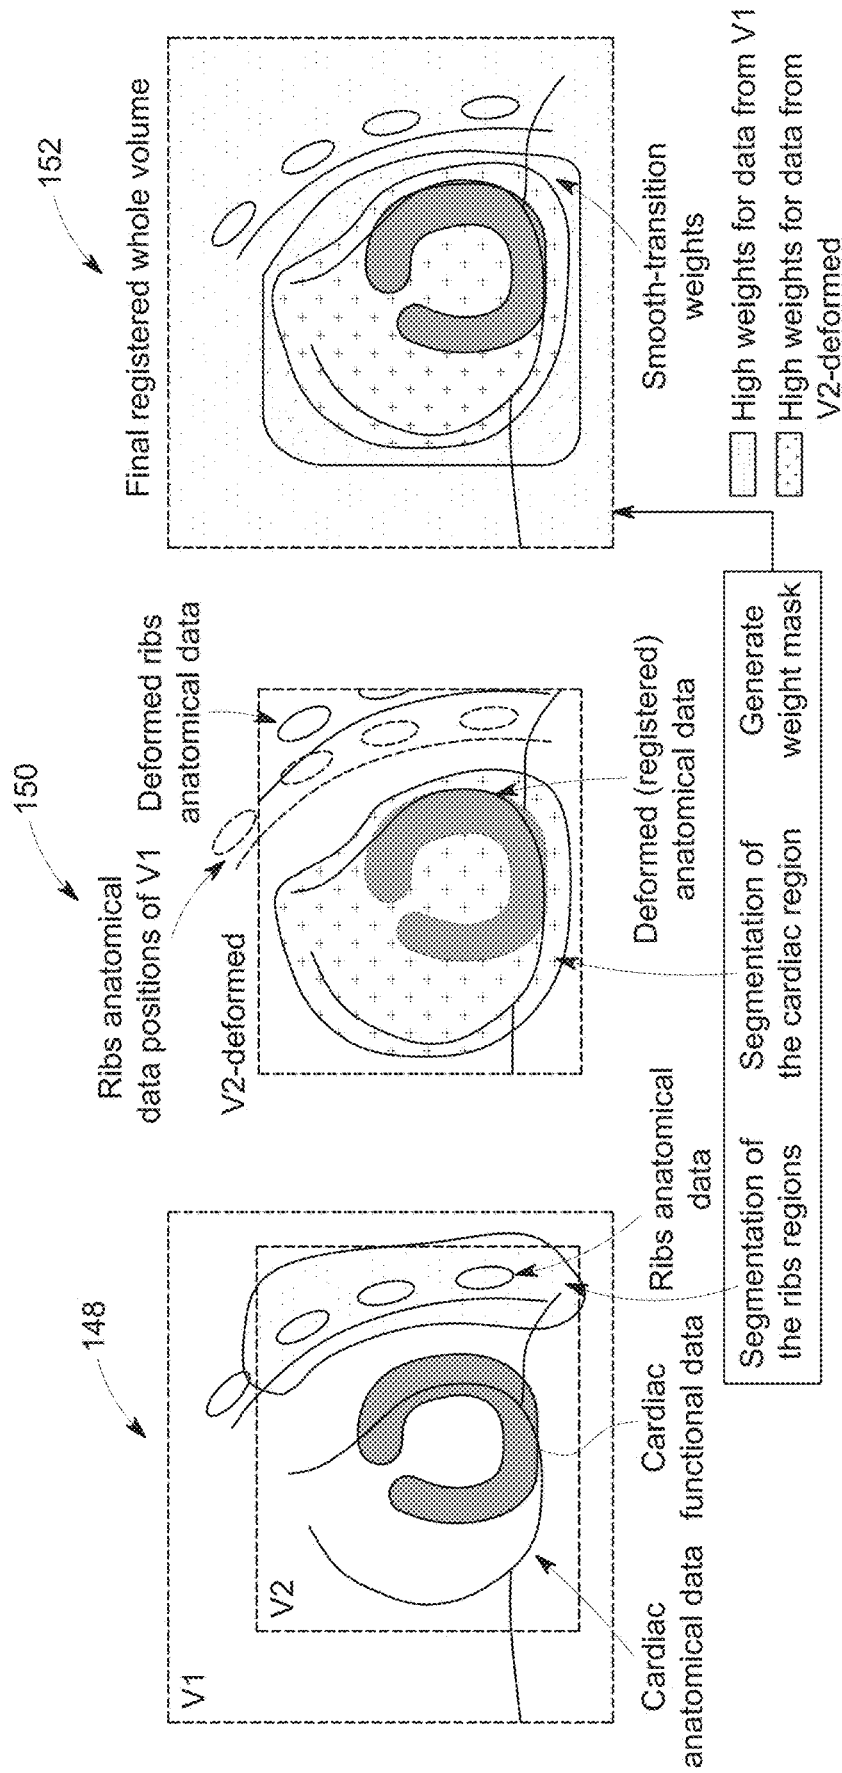 148
V1
V2
Cardiac
anatomical data
Cardiac
functional data
Ribs anatomical
data
150
Ribs anatomical
data positions of V1
Deformed ribs
anatomical data
V2-deformed
Deformed (registered)
anatomical data
Segmentation of
the ribs regions
Segmentation of
the cardiac region
Generate
weight mask
152
Final registered whole volume
Smooth-transition
weights
High weights for data from V1
High weights for data from
V2-deformed